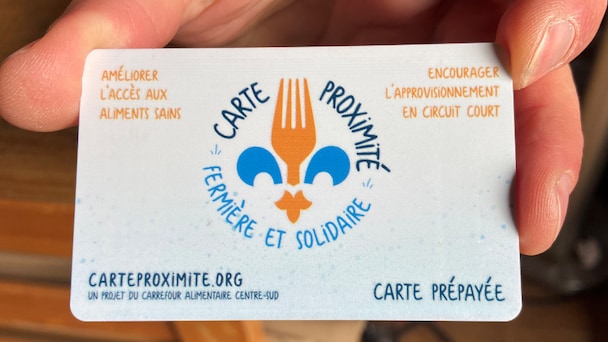 AMÉLIORER
L'ACCÈS AUX
ALIMENTS SAINS
ENCOURAGER
L'APPROVISIONNEMENT
EN CIRCUIT COURT
CARTE PROXIMITÉ
FERMIÈRE ET SOLIDAIRE
CARTEPROXIMITE.ORG
UN PROJET DU CARREFOUR ALIMENTAIRE CENTRE-SUD
CARTE PRÉPAYÉE